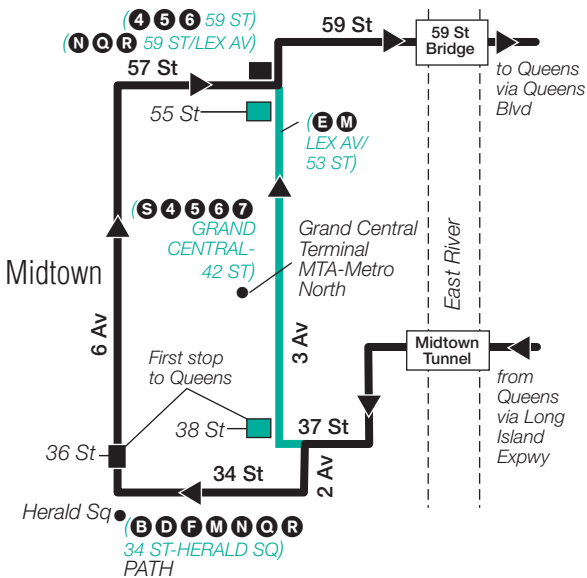 (4 5 6 59 ST)
(N Q R 59 ST/LEX AV)
59 St
59 St
Bridge
57 St
to Queens
via Queens
Blvd
55 St
(E M
LEX AV/
53 ST)
(S 4 5 6 7
GRAND
CENTRAL-
42 ST)
Grand Central
Terminal
MTA-Metro
North
East River
Midtown
6 Av
3 Av
Midtown
Tunnel
First stop
to Queens
from
Queens
via Long
Island
Expwy
38 St
37 St
36 St
34 St
2 Av
Herald Sq
(B D F M N Q R
34 ST-HERALD SQ)
PATH